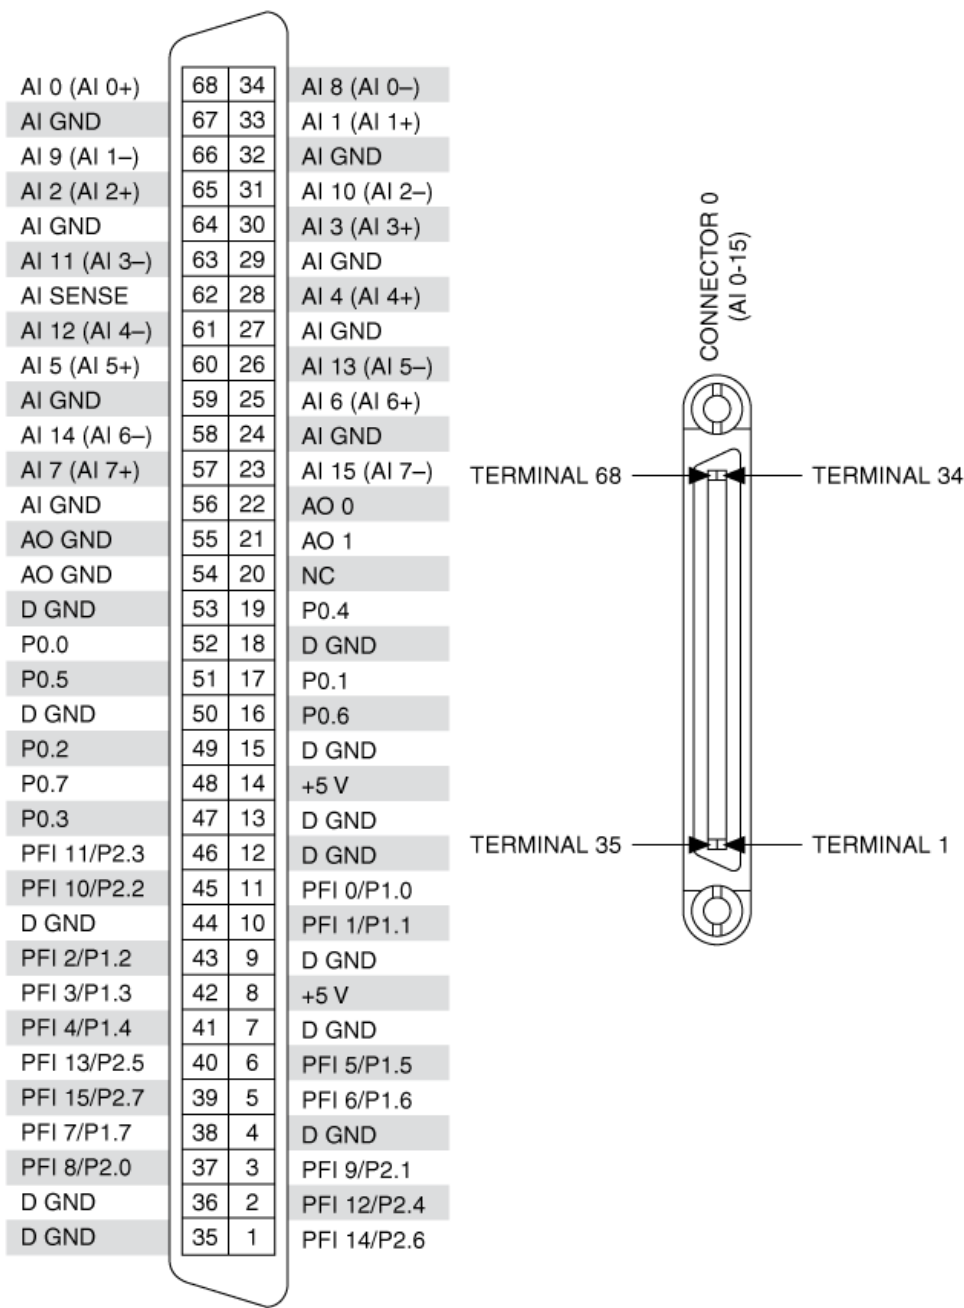 AI 0 (AI 0+) 68 34 AI 8 (AI 0–)
AI GND 67 33 AI 1 (AI 1+)
AI 9 (AI 1–) 66 32 AI GND
AI 2 (AI 2+) 65 31 AI 10 (AI 2–)
AI GND 64 30 AI 3 (AI 3+)
AI 11 (AI 3–) 63 29 AI GND
AI SENSE 62 28 AI 4 (AI 4+)
AI 12 (AI 4–) 61 27 AI GND
AI 5 (AI 5+) 60 26 AI 13 (AI 5–)
AI GND 59 25 AI 6 (AI 6+)
AI 14 (AI 6–) 58 24 AI GND
AI 7 (AI 7+) 57 23 AI 15 (AI 7–)
AI GND 56 22 AO 0
AO GND 55 21 AO 1
AO GND 54 20 NC
D GND 53 19 P0.4
P0.0 52 18 D GND
P0.5 51 17 P0.1
D GND 50 16 P0.6
P0.2 49 15 D GND
P0.7 48 14 +5 V
P0.3 47 13 D GND
PFI 11/P2.3 46 12 D GND
PFI 10/P2.2 45 11 PFI 0/P1.0
D GND 44 10 PFI 1/P1.1
PFI 2/P1.2 43 9 D GND
PFI 3/P1.3 42 8 +5 V
PFI 4/P1.4 41 7 D GND
PFI 13/P2.5 40 6 PFI 5/P1.5
PFI 15/P2.7 39 5 PFI 6/P1.6
PFI 7/P1.7 38 4 D GND
PFI 8/P2.0 37 3 PFI 9/P2.1
D GND 36 2 PFI 12/P2.4
D GND 35 1 PFI 14/P2.6
CONNECTOR 0
(AI 0-15)
TERMINAL 68 TERMINAL 34
TERMINAL 35 TERMINAL 1